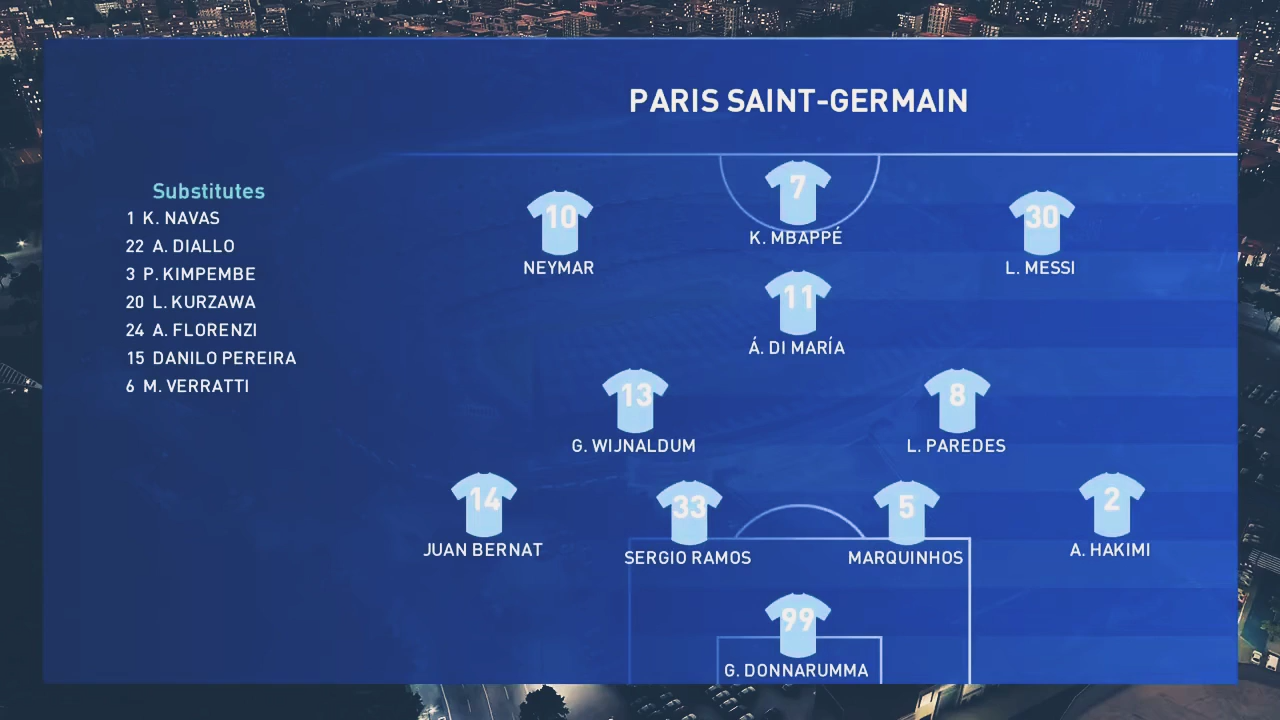 PARIS SAINT-GERMAIN
Substitutes
1 K. NAVAS
22 A. DIALLO
3 P. KIMPEMBE
20 L. KURZAWA
24 A. FLORENZI
15 DANILO PEREIRA
6 M. VERRATTI
7
K. MBAPPÉ
10
NEYMAR
30
L. MESSI
11
Á. DI MARÍA
13
G. WIJNALDUM
8
L. PAREDES
14
JUAN BERNAT
33
SERGIO RAMOS
5
MARQUINHOS
2
A. HAKIMI
99
G. DONNARUMMA